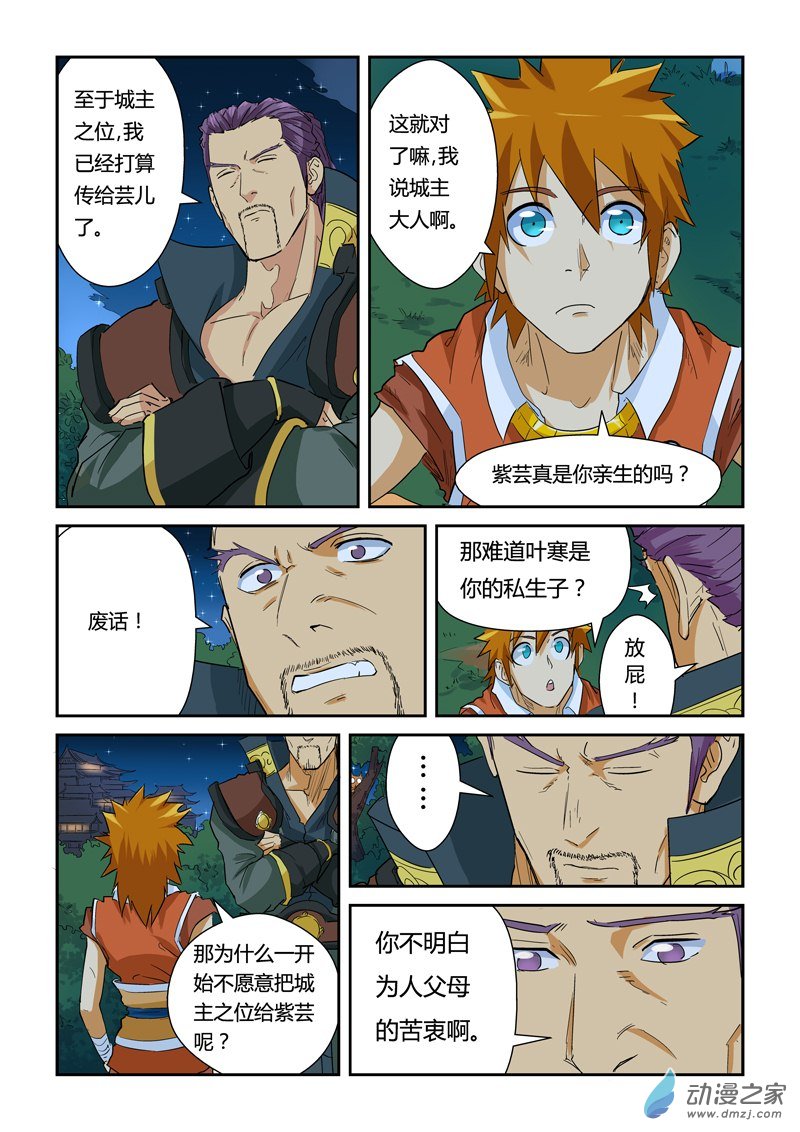 至于城主
之位,我
已经打算
传给芸儿
了。
这就对
了嘛,我
说城主
大人啊。
紫芸真是你亲生的吗?
废话!
那难道叶寒是
你的私生子?
放
屁
!
那为什么一开
始不愿意把城
主之位给紫芸
呢?
……
你不明白
为人父母
的苦衷啊。
动漫之家
www.dmzj.com